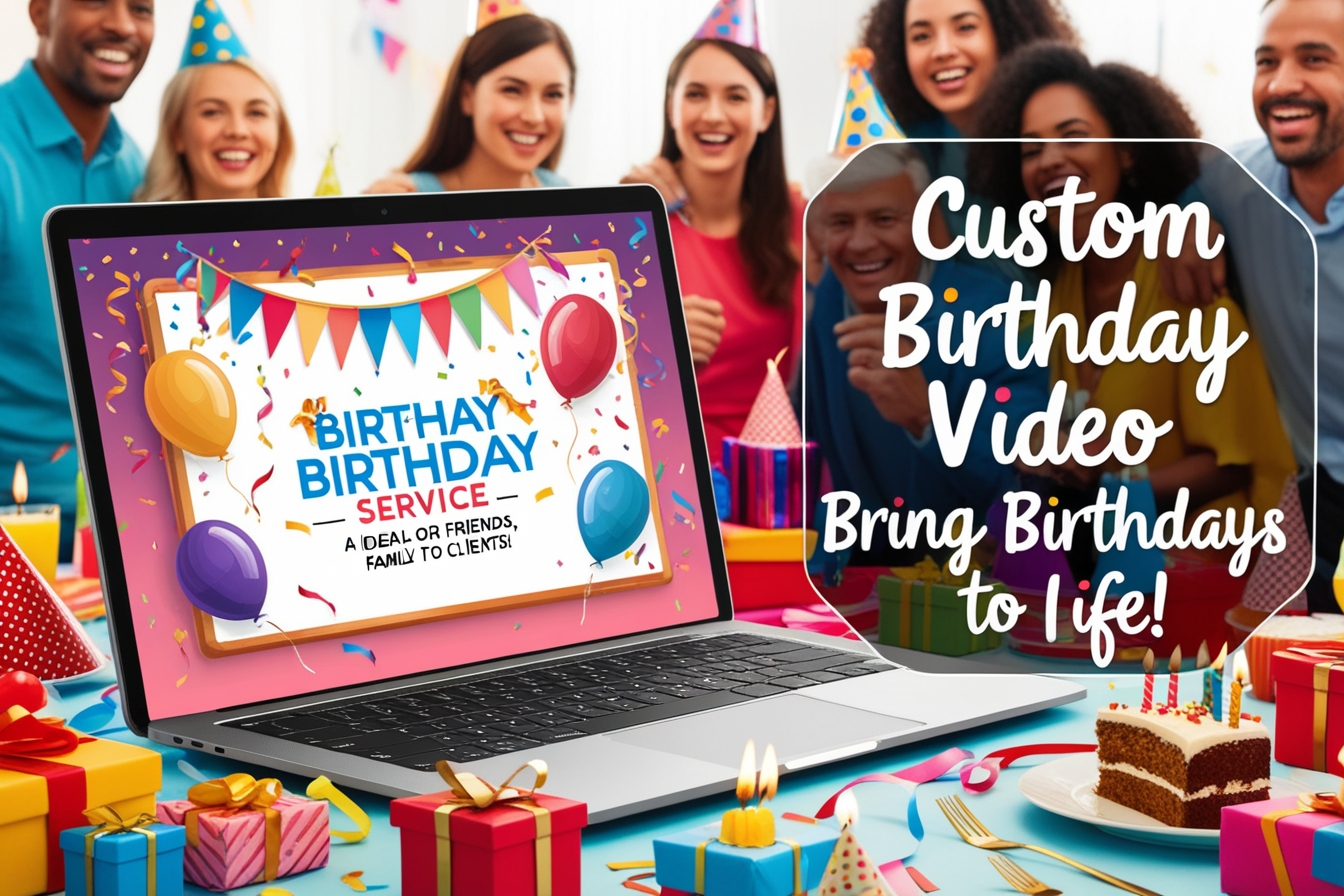 BIRTHAY
BIRTHDAY
— SERVICE —
A IDEAL OR FRIENDS,
FAMILY TO CLIENTS!
Custom
Birthday
Video
Bring Birthdays
to life!